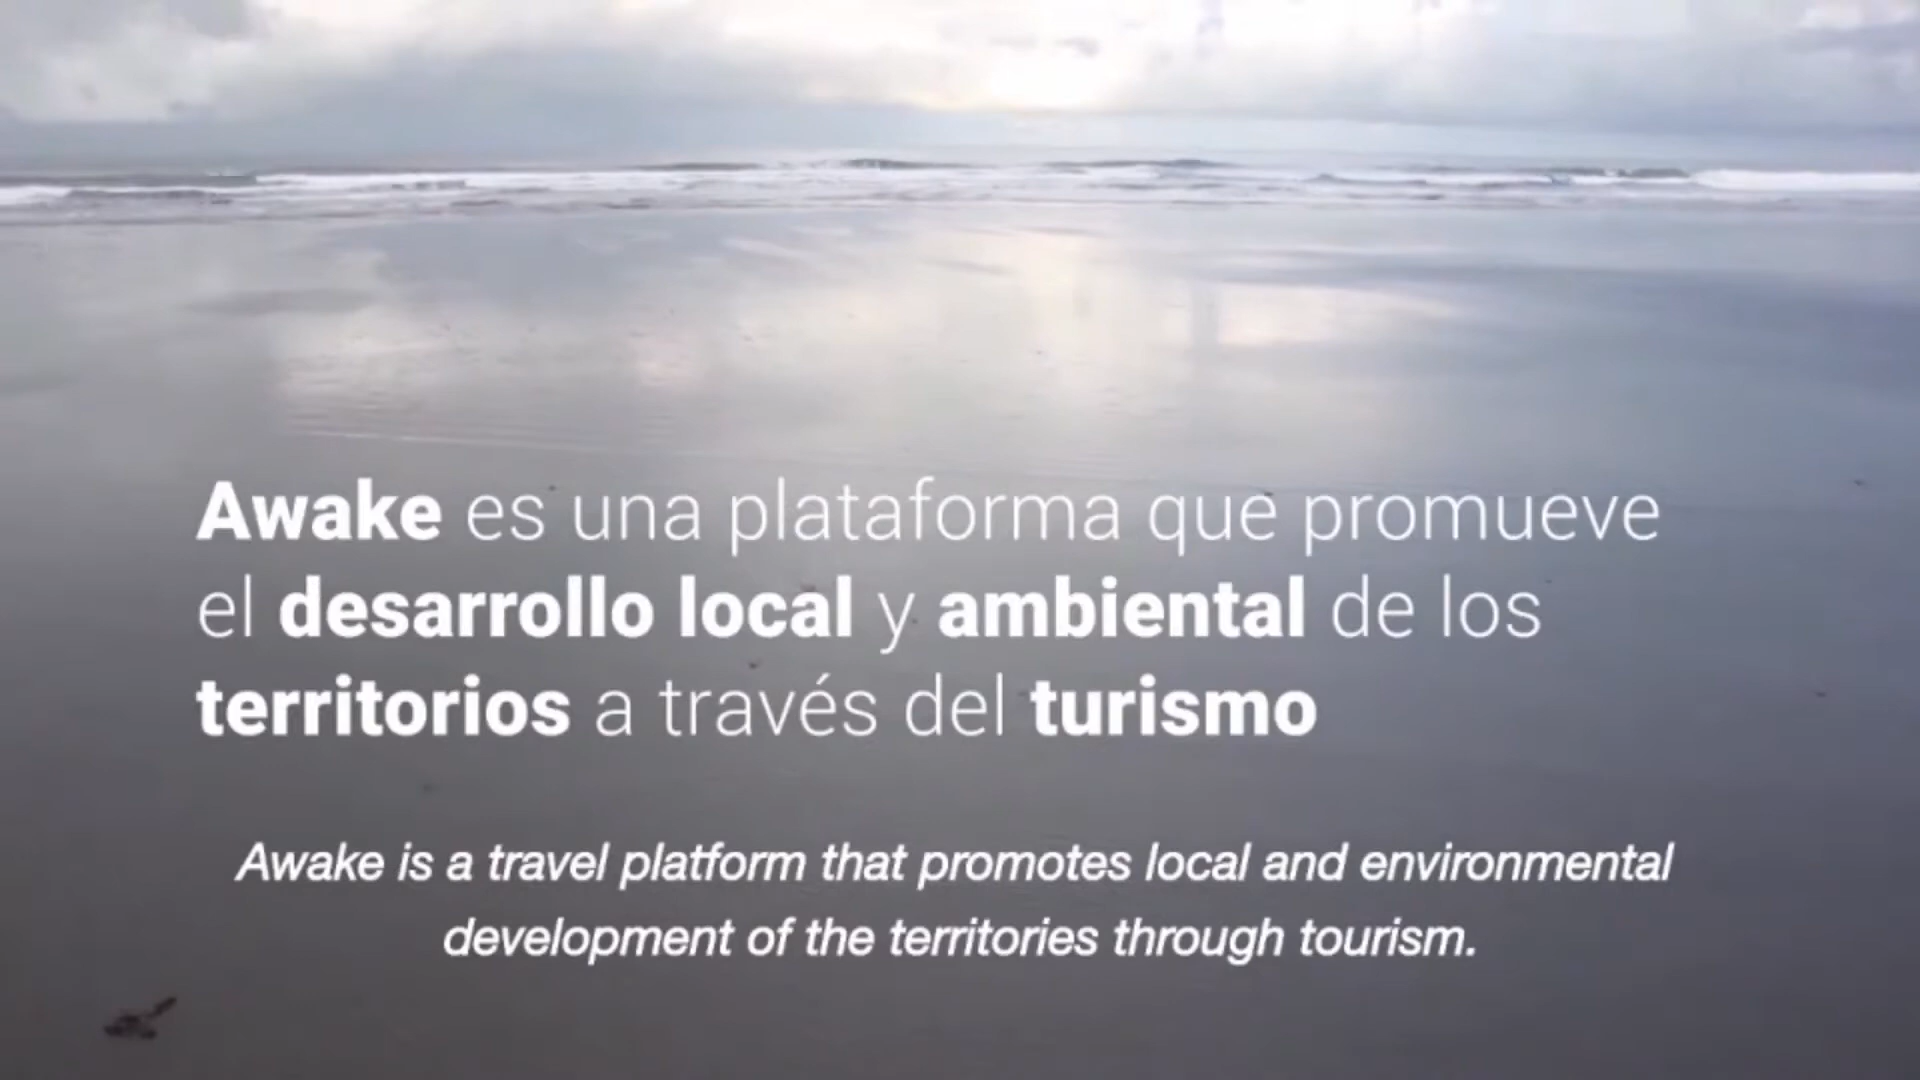 Awake es una plataforma que promueve
el desarrollo local y ambiental de los
territorios a través del turismo
Awake is a travel platform that promotes local and environmental
development of the territories through tourism.